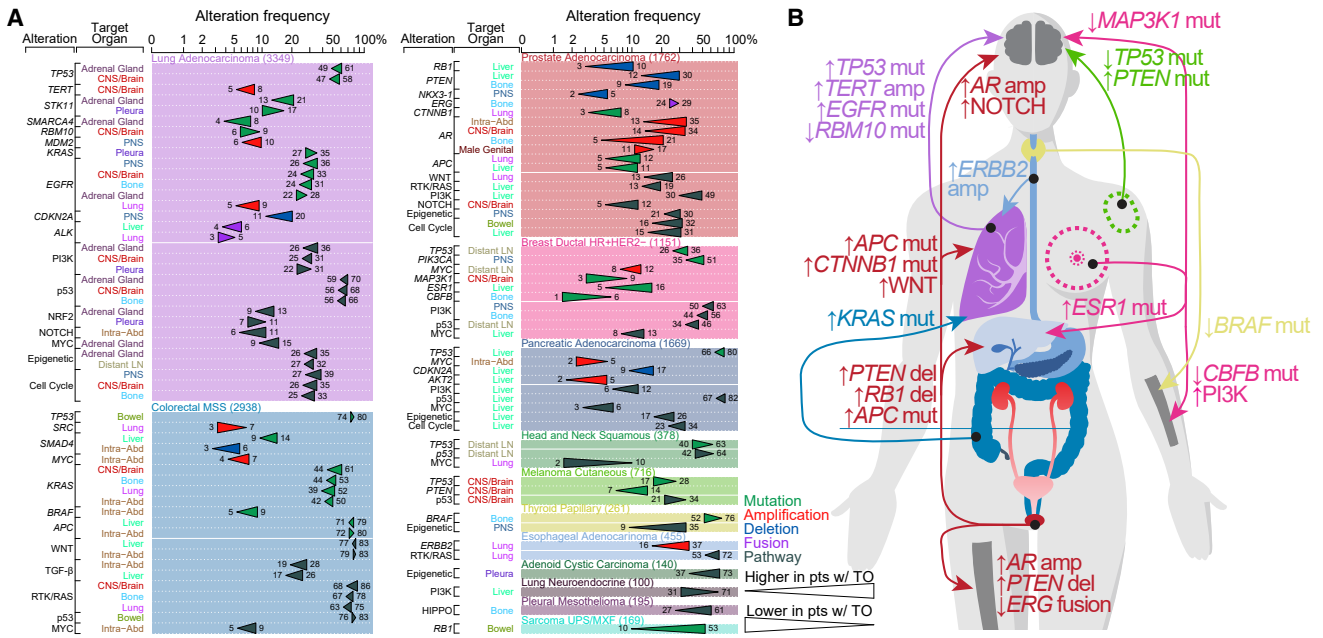 A
Alteration frequency
Alteration
Target
Organ
0 1 2 5 10 20 50 100%
Lung Adenocarcinoma (3349)
TP53 Adrenal Gland 49 61
CNS/Brain 47 58
TERT CNS/Brain 5 8
STK11 Adrenal Gland 13 21
Pleura 10 17
SMARCA4 Adrenal Gland 4 8
RBM10 CNS/Brain 6 9
MDM2 PNS 6 10
KRAS Pleura 27 35
EGFR PNS 26 36
CNS/Brain 24 33
Bone 24 31
Adrenal Gland 22 28
Lung 5 9
CDKN2A PNS 11 20
ALK Liver 4 6
Lung 3 5
PI3K Adrenal Gland 26 36
CNS/Brain 25 31
Pleura 22 31
p53 Adrenal Gland 59 70
CNS/Brain 56 68
Bone 56 66
NRF2 Adrenal Gland 9 13
Pleura 7 11
NOTCH Intra−Abd 6 11
MYC Adrenal Gland 9 15
Epigenetic Adrenal Gland 26 35
Distant LN 27 32
Cell Cycle PNS 27 39
CNS/Brain 26 35
Bone 25 33
Colorectal MSS (2938)
TP53 Bowel 74 80
SRC Lung 3 7
SMAD4 Liver 9 14
Intra−Abd 3 6
MYC Intra−Abd 4 7
KRAS CNS/Brain 44 61
Bone 44 53
Lung 39 52
Intra−Abd 42 50
BRAF Intra−Abd 5 9
APC Liver 71 79
Intra−Abd 72 80
WNT Liver 77 83
Intra−Abd 79 83
TGF-β Intra−Abd 19 28
Liver 17 26
RTK/RAS CNS/Brain 68 86
Bone 67 78
Lung 63 75
p53 Bowel 76 83
MYC Intra−Abd 5 9
Alteration frequency
Alteration
Target
Organ
0 1 2 5 10 20 50 100%
Prostate Adenocarcinoma (1762)
RB1 Liver 3 10
PTEN Liver 12 30
Bone 9 19
NKX3-1 PNS 2 5
ERG Bone 24 29
CTNNB1 Lung 3 8
AR Intra−Abd 13 35
CNS/Brain 14 34
Bone 5 21
Male Genital 11 17
APC Lung 5 12
Liver 5 11
WNT Lung 13 26
RTK/RAS Liver 13 19
PI3K Liver 30 49
NOTCH CNS/Brain 5 12
Epigenetic PNS 21 30
Cell Cycle Bowel 16 32
Liver 15 31
Breast Ductal HR+HER2− (1151)
TP53 Distant LN 26 36
PIK3CA PNS 35 51
MYC Distant LN 8 12
MAP3K1 CNS/Brain 3 9
ESR1 Liver 5 16
CBFB Bone 1 6
PI3K PNS 50 63
Bone 44 56
p53 Distant LN 34 46
MYC Liver 8 13
Pancreatic Adenocarcinoma (1669)
TP53 Liver 66 80
MYC Intra−Abd 2 5
CDKN2A Liver 9 17
AKT2 Liver 2 5
PI3K Liver 6 12
p53 Liver 67 82
MYC Liver 3 6
Epigenetic Liver 17 26
Cell Cycle Liver 23 34
Head and Neck Squamous (378)
TP53 Distant LN 40 63
p53 Distant LN 42 64
MYC Lung 2 10
Melanoma Cutaneous (716)
TP53 CNS/Brain 17 28
PTEN CNS/Brain 7 14
p53 CNS/Brain 21 34
Thyroid Papillary (261)
BRAF Bone 52 76
Epigenetic PNS 9 35
Esophageal Adenocarcinoma (455)
ERBB2 Lung 16 37
RTK/RAS Lung 53 72
Adenoid Cystic Carcinoma (140)
Epigenetic Pleura 37 73
Lung Neuroendocrine (100)
PI3K Liver 31 71
Pleural Mesothelioma (195)
HIPPO Bone 27 61
Sarcoma UPS/MXF (169)
RB1 Bowel 10 53
Mutation
Amplification
Deletion
Fusion
Pathway
Higher in pts w/ TO
Lower in pts w/ TO
B
↓MAP3K1 mut
↑TP53 mut
↑TERT amp
↑EGFR mut
↓RBM10 mut
↑AR amp
↑NOTCH
↓TP53 mut
↑PTEN mut
↑ERBB2
amp
↑APC mut
↑CTNNB1 mut
↑WNT
↑KRAS mut
↑ESR1 mut
↓BRAF mut
↑PTEN del
↑RB1 del
↑APC mut
↓CBFB mut
↑PI3K
↑AR amp
↑PTEN del
↓ERG fusion